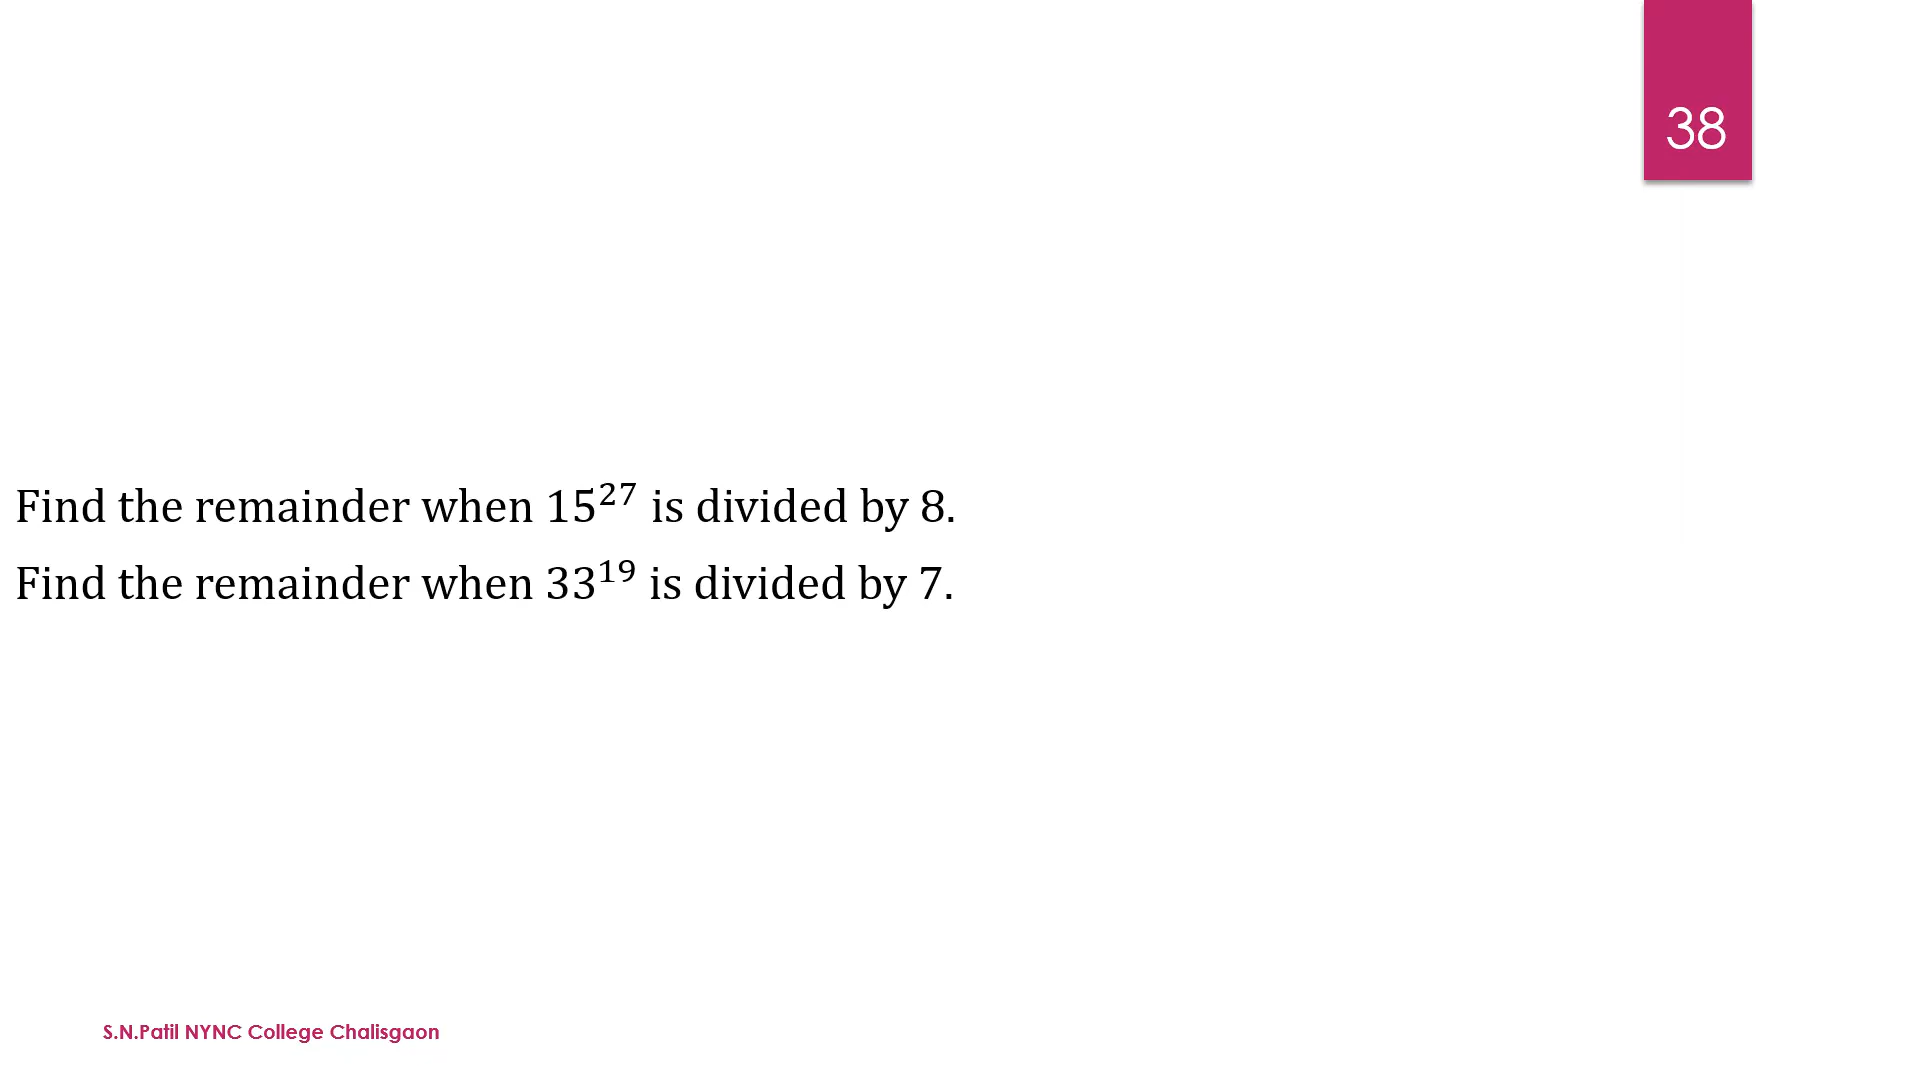 38
Find the remainder when 15²⁷ is divided by 8.
Find the remainder when 33¹⁹ is divided by 7.
S.N.Patil NYNC College Chalisgaon